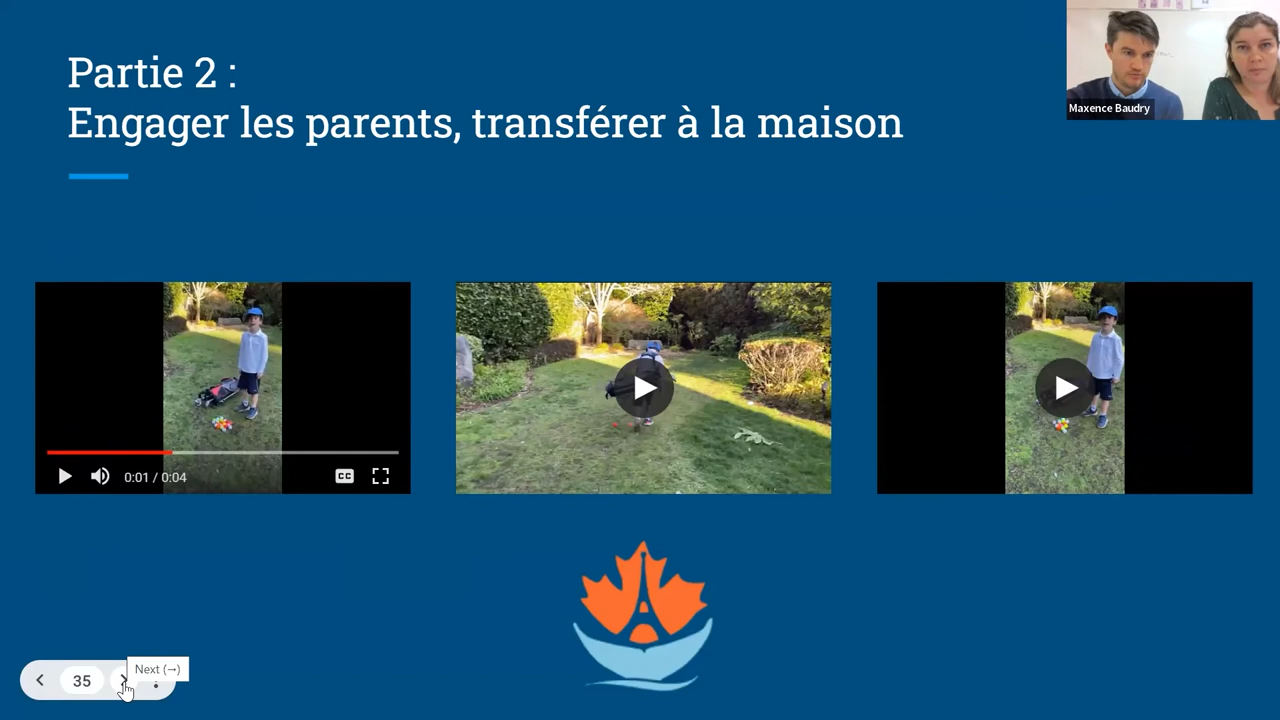 Partie 2 :
Engager les parents, transférer à la maison
Maxence Baudry
0:01 / 0:04
CC
35
Next (→)